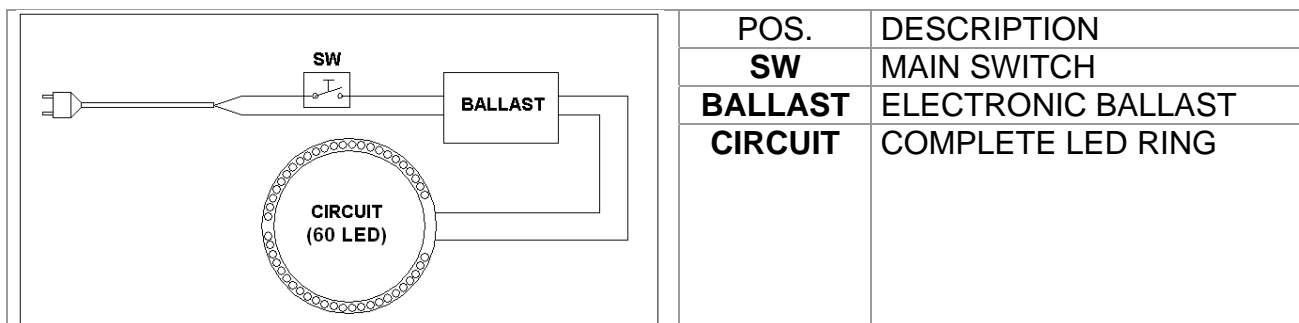 SW
BALLAST
CIRCUIT
(60 LED)
POS. DESCRIPTION
SW MAIN SWITCH
BALLAST ELECTRONIC BALLAST
CIRCUIT COMPLETE LED RING